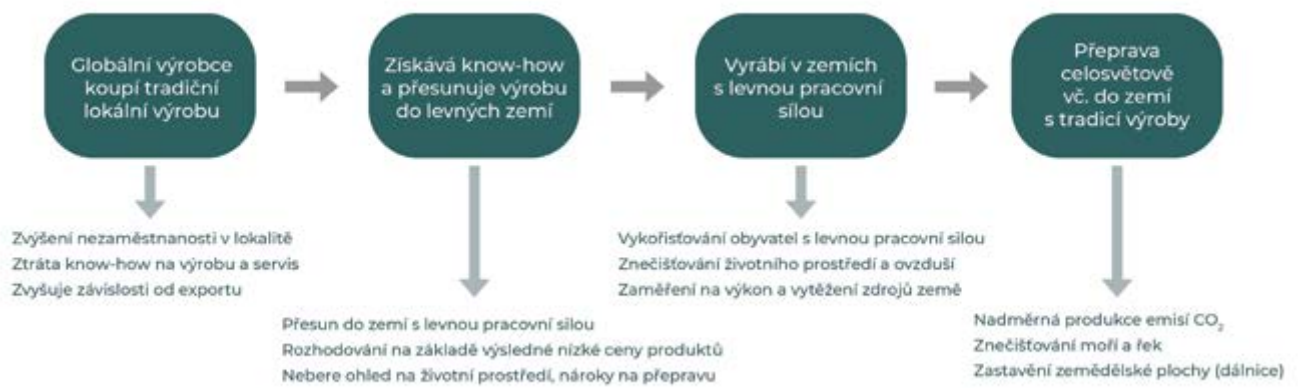 Globální výrobce
koupí tradiční
lokální výrobu
Získává know-how
a přesunuje výrobu
do levných zemí
Vyrábí v zemích
s levnou pracovní
sílou
Přeprava
celosvětově
vč. do zemí
s tradicí výroby
Zvýšení nezaměstnanosti v lokalitě
Ztráta know-how na výrobu a servis
Zvyšuje závislosti od exportu
Přesun do zemí s levnou pracovní silou
Rozhodování na základě výsledné nízké ceny produktů
Nebere ohled na životní prostředí, nároky na přepravu
Vykořisťování obyvatel s levnou pracovní silou
Znečišťování životního prostředí a ovzduší
Zaměření na výkon a vytěžení zdrojů země
Nadměrná produkce emisí CO₂
Znečišťování moří a řek
Zastavění zemědělské plochy (dálnice)